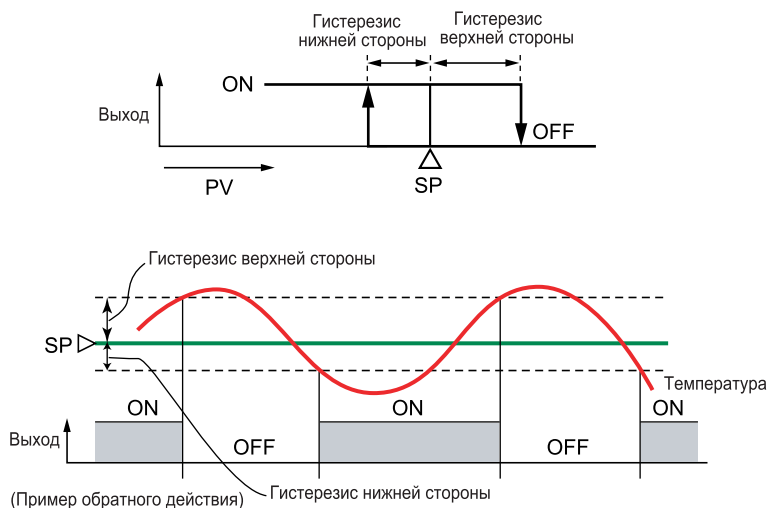 Гистерезис
нижней стороны
Гистерезис
верхней стороны
ON
Выход
OFF
PV
SP
Гистерезис верхней стороны
SP
Температура
ON
ON
ON
Выход
OFF
OFF
Гистерезис нижней стороны
(Пример обратного действия)